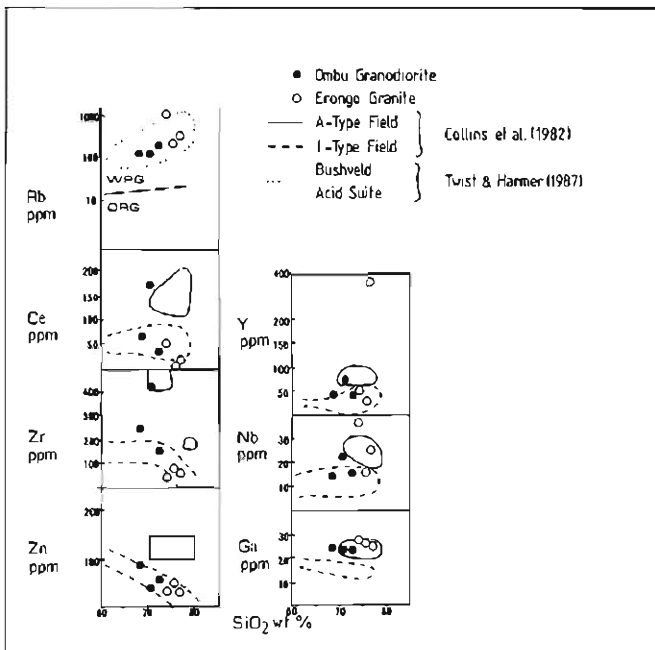 Ombu Granodiorite
Erongo Granite
A-Type Field
I-Type Field
Collins et al. (1982)
Bushveld
Acid Suite
Twist & Harmer (1987)
1000
100
10
WPG
ORG
Rb
ppm
200
150
100
50
Ce
ppm
400
300
200
100
Zr
ppm
200
100
Zn
ppm
60
70
80
400
200
100
50
Y
ppm
30
20
10
Nb
ppm
30
20
10
Ga
ppm
60
70
80
SiO2 wt %